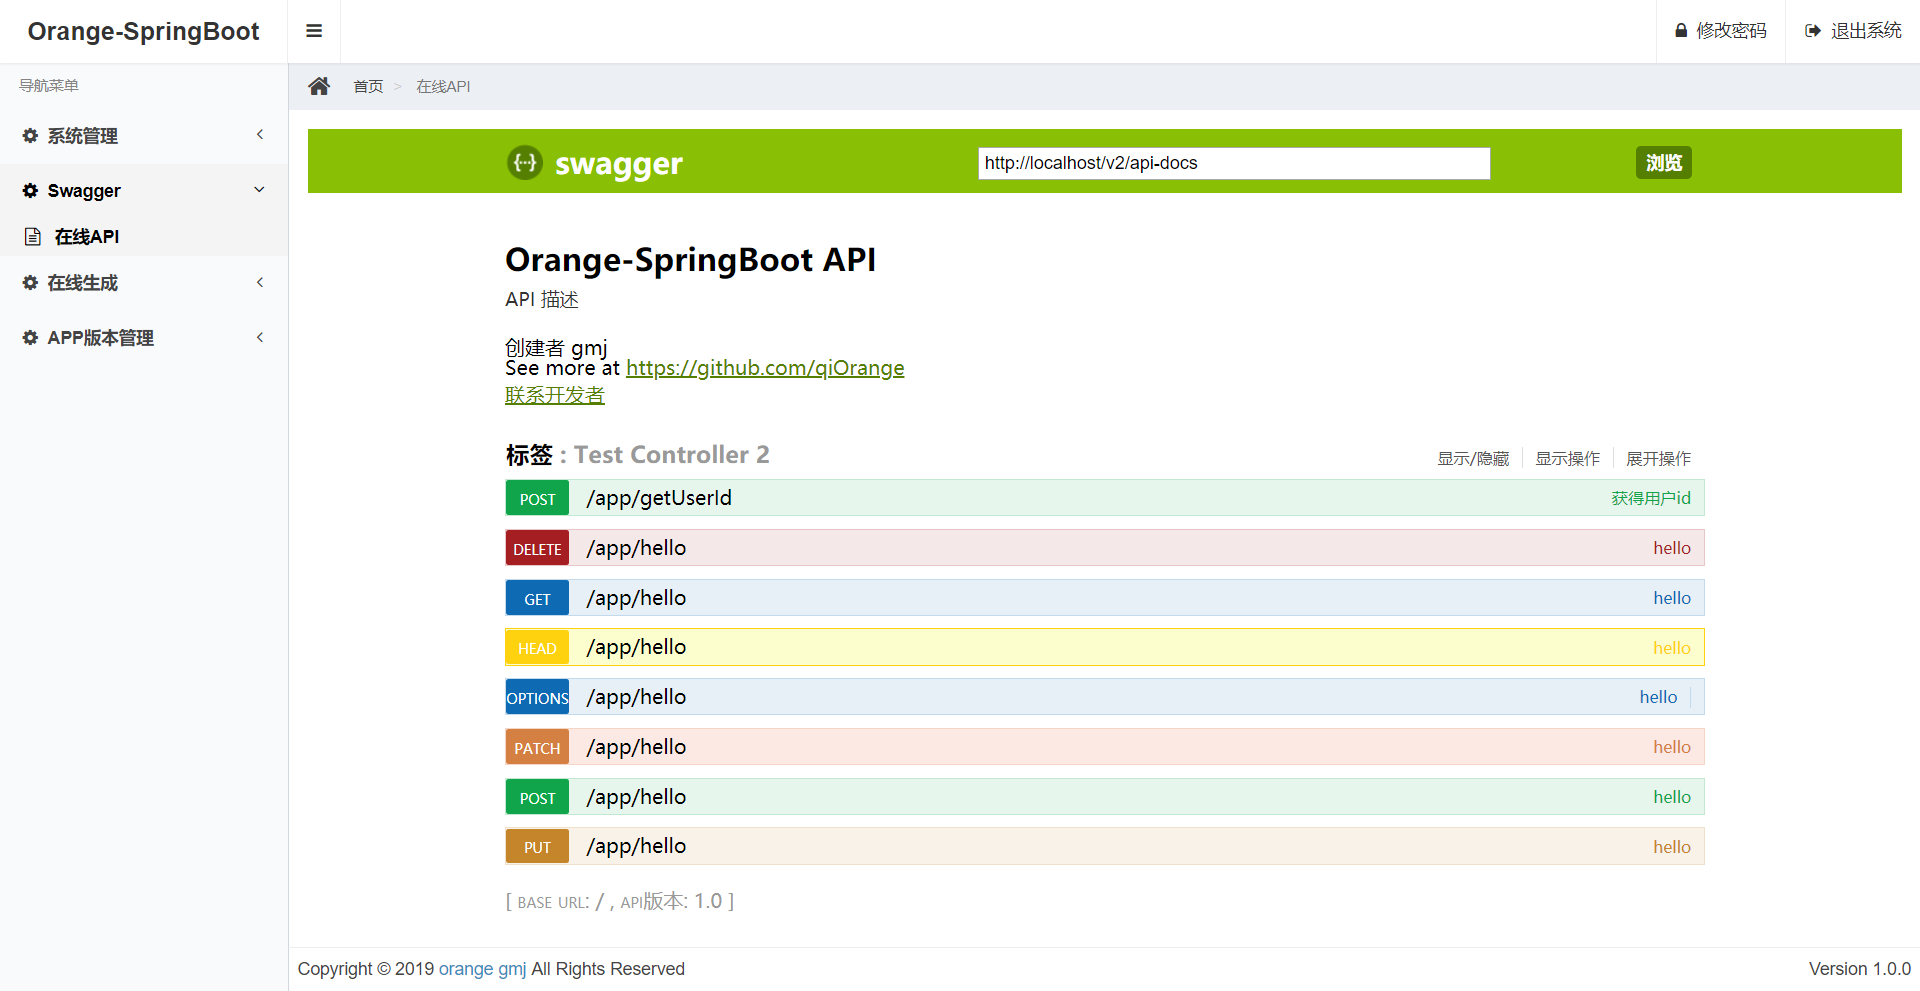 Orange-SpringBoot
修改密码
退出系统
导航菜单
首页 > 在线API
系统管理
Swagger
在线API
在线生成
APP版本管理
{···} swagger
http://localhost/v2/api-docs
浏览
Orange-SpringBoot API
API 描述
创建者 gmj
See more at https://github.com/qiOrange
联系开发者
标签 : Test Controller 2
显示/隐藏
显示操作
展开操作
POST /app/getUserId 获得用户id
DELETE /app/hello hello
GET /app/hello hello
HEAD /app/hello hello
OPTIONS /app/hello hello
PATCH /app/hello hello
POST /app/hello hello
PUT /app/hello hello
[ BASE URL: / , API版本: 1.0 ]
Copyright © 2019 orange gmj All Rights Reserved
Version 1.0.0